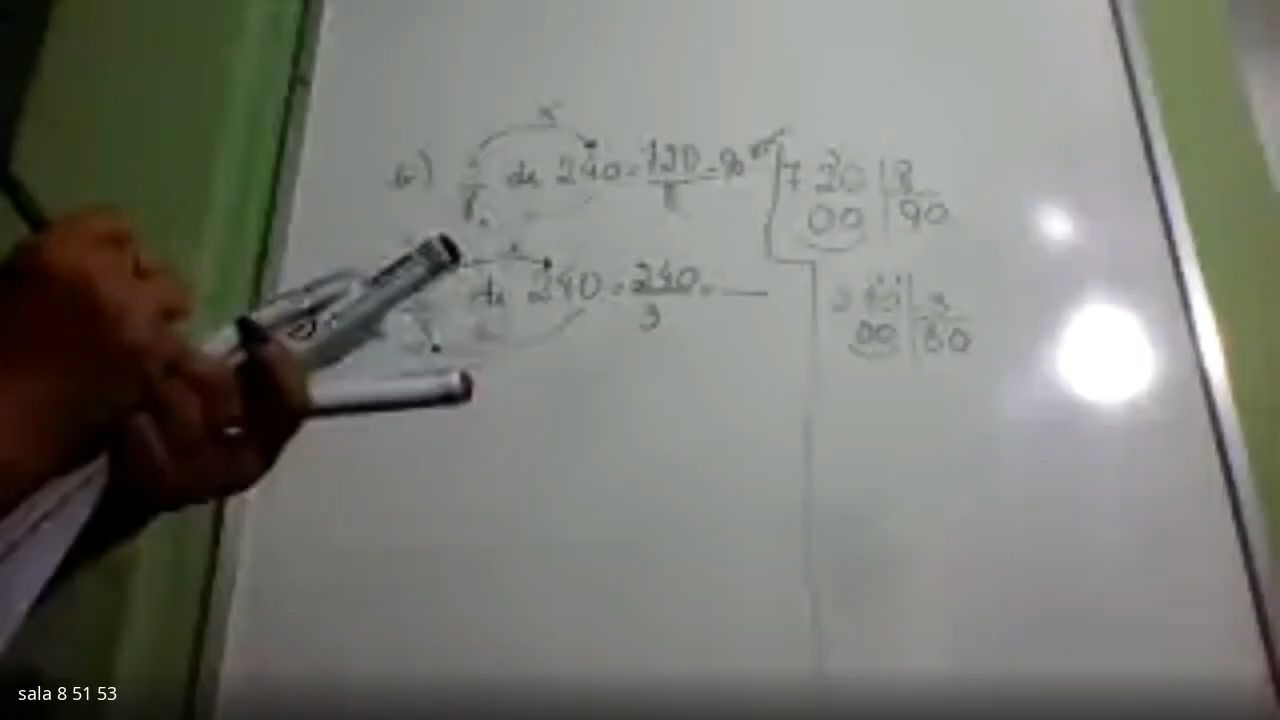 de 240 = 720/8 = 90
720 | 8
00 | 90
de 240 = 240/3 =
240 | 3
00 | 80
sala 8 51 53